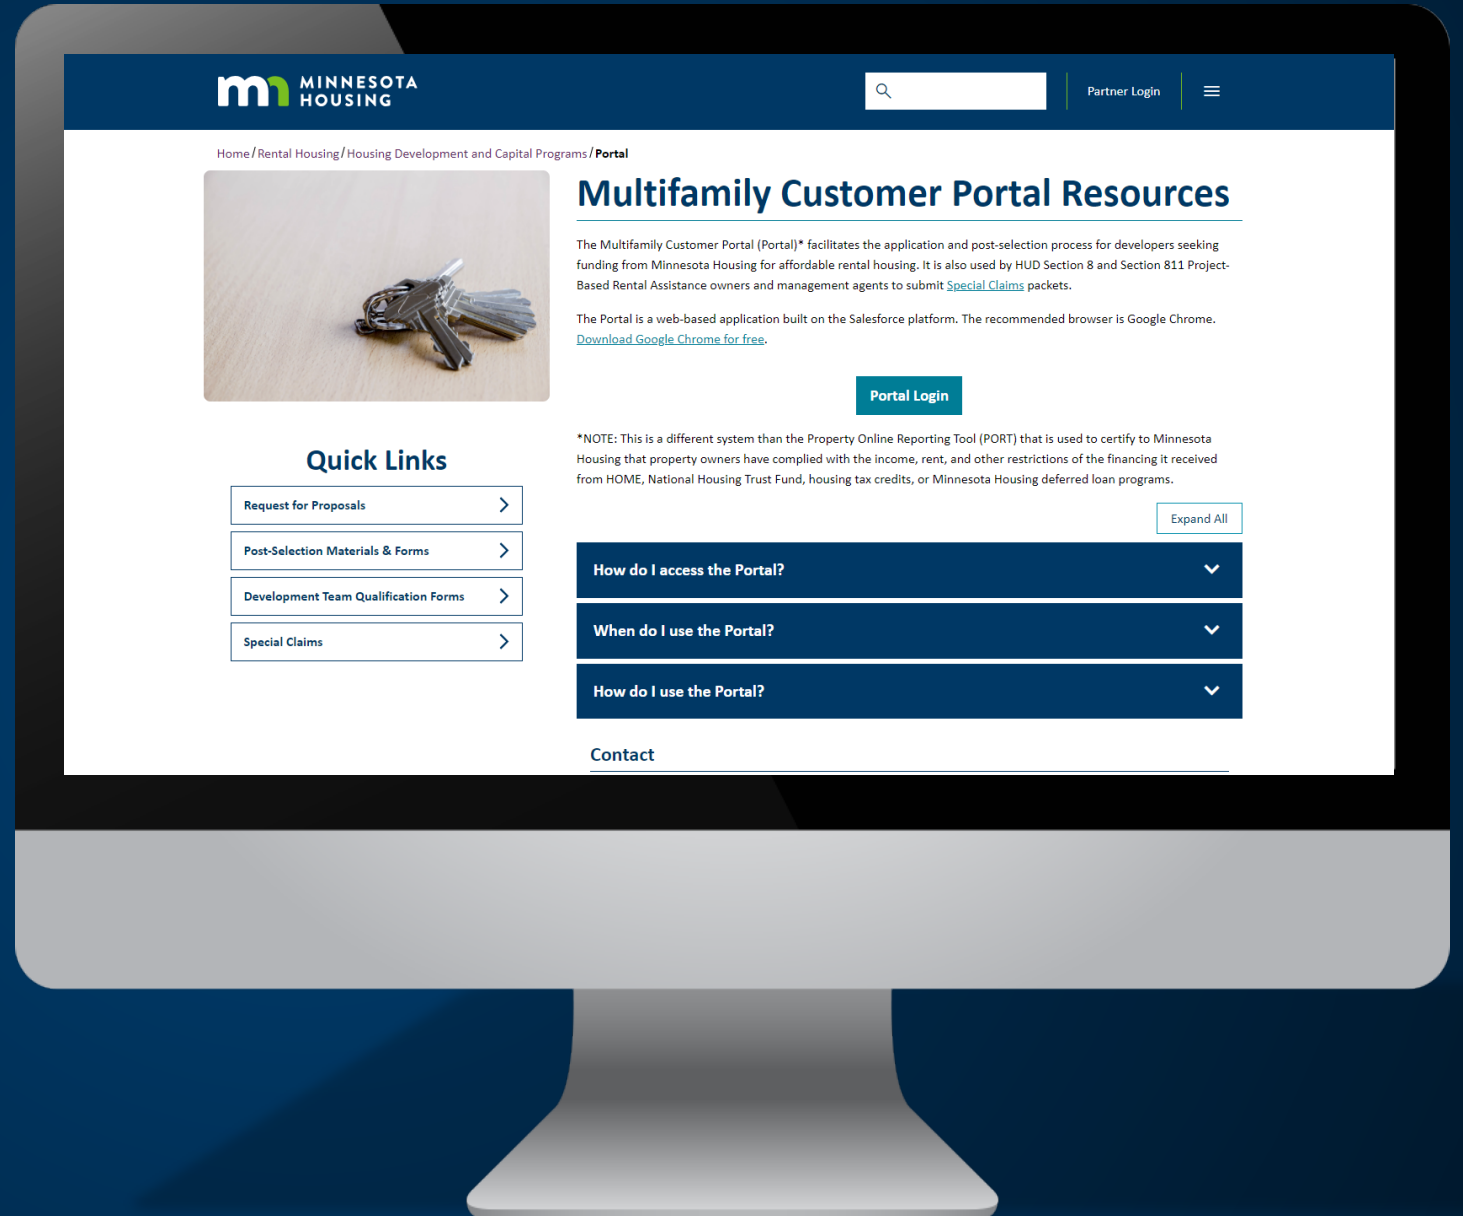 MINNESOTA
HOUSING
Partner Login
Home/Rental Housing/Housing Development and Capital Programs/Portal
Multifamily Customer Portal Resources
The Multifamily Customer Portal (Portal)* facilitates the application and post-selection process for developers seeking
funding from Minnesota Housing for affordable rental housing. It is also used by HUD Section 8 and Section 811 Project-
Based Rental Assistance owners and management agents to submit Special Claims packets.
The Portal is a web-based application built on the Salesforce platform. The recommended browser is Google Chrome.
Download Google Chrome for free.
Portal Login
*NOTE: This is a different system than the Property Online Reporting Tool (PORT) that is used to certify to Minnesota
Housing that property owners have complied with the income, rent, and other restrictions of the financing it received
from HOME, National Housing Trust Fund, housing tax credits, or Minnesota Housing deferred loan programs.
Quick Links
Request for Proposals
Post-Selection Materials & Forms
Development Team Qualification Forms
Special Claims
Expand All
How do I access the Portal?
When do I use the Portal?
How do I use the Portal?
Contact